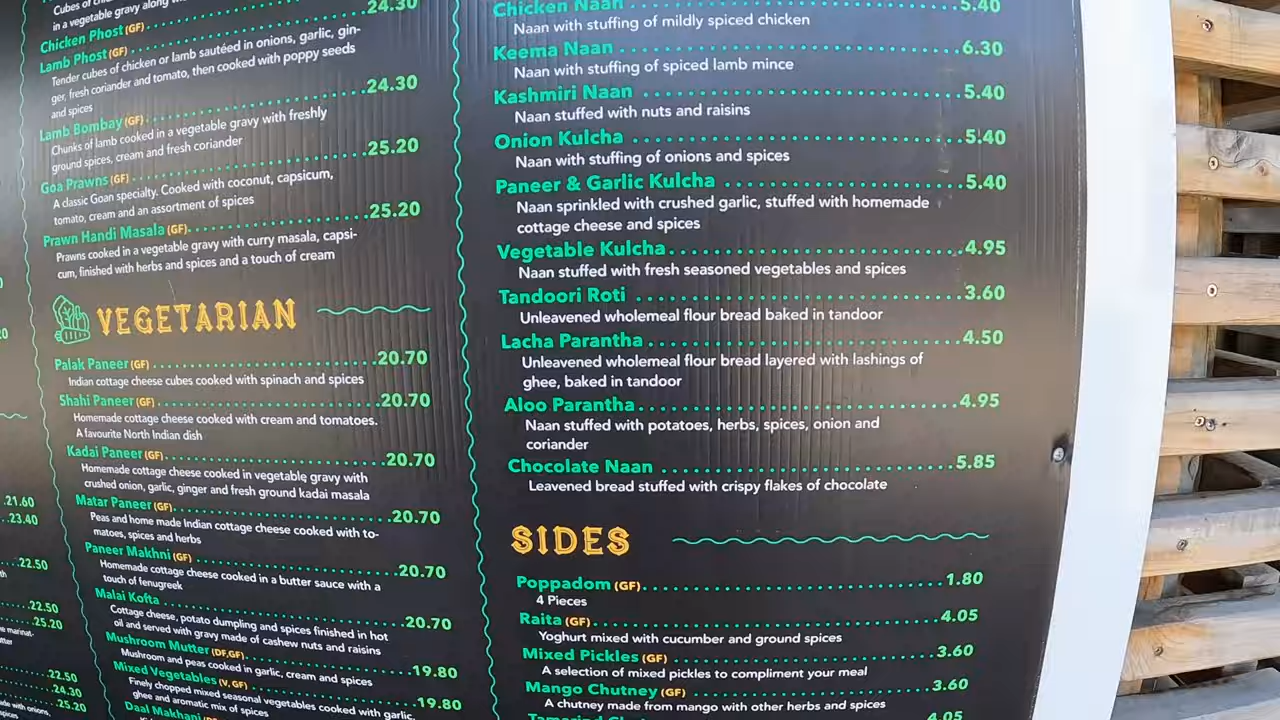 in a vegetable gravy along
24.30
Chicken Phost (GF)
Lamb Phost (GF)
Tender cubes of chicken or lamb sautéed in onions, garlic, gin-
ger, fresh coriander and tomato, then cooked with poppy seeds
and spices
24.30
Lamb Bombay (GF)
Chunks of lamb cooked in a vegetable gravy with freshly
ground spices, cream and fresh coriander
25.20
Goa Prawns (GF)
A classic Goan specialty. Cooked with coconut, capsicum,
tomato, cream and an assortment of spices
25.20
Prawn Handi Masala (GF)
Prawns cooked in a vegetable gravy with curry masala, capsi-
cum, finished with herbs and spices and a touch of cream
VEGETARIAN
Palak Paneer (GF) 20.70
Indian cottage cheese cubes cooked with spinach and spices
Shahi Paneer (GF) 20.70
Homemade cottage cheese cooked with cream and tomatoes.
A favourite North Indian dish
Kadai Paneer (GF) 20.70
Homemade cottage cheese cooked in vegetable gravy with
crushed onion, garlic, ginger and fresh ground kadai masala
Matar Paneer (GF) 20.70
Peas and home made Indian cottage cheese cooked with to-
matoes, spices and herbs
Paneer Makhni (GF) 20.70
Homemade cottage cheese cooked in a butter sauce with a
touch of fenugreek
Malai Kofta 20.70
Cottage cheese, potato dumpling and spices finished in hot
oil and served with gravy made of cashew nuts and raisins
Mushroom Mutter (DF,GF) 19.80
Mushroom and peas cooked in garlic, cream and spices
Mixed Vegetables (V, GF) 19.80
Finely chopped mixed seasonal vegetables cooked with garlic,
ghee and aromatic mix of spices
Daal Makhani
21.60
23.40
22.50
22.50
25.20
22.50
24.30
25.20
Chicken Naan 5.40
Naan with stuffing of mildly spiced chicken
Keema Naan 6.30
Naan with stuffing of spiced lamb mince
Kashmiri Naan 5.40
Naan stuffed with nuts and raisins
Onion Kulcha 5.40
Naan with stuffing of onions and spices
Paneer & Garlic Kulcha 5.40
Naan sprinkled with crushed garlic, stuffed with homemade
cottage cheese and spices
Vegetable Kulcha 4.95
Naan stuffed with fresh seasoned vegetables and spices
Tandoori Roti 3.60
Unleavened wholemeal flour bread baked in tandoor
Lacha Parantha 4.50
Unleavened wholemeal flour bread layered with lashings of
ghee, baked in tandoor
Aloo Parantha 4.95
Naan stuffed with potatoes, herbs, spices, onion and
coriander
Chocolate Naan 5.85
Leavened bread stuffed with crispy flakes of chocolate
SIDES
Poppadom (GF) 1.80
4 Pieces
Raita (GF) 4.05
Yoghurt mixed with cucumber and ground spices
Mixed Pickles (GF) 3.60
A selection of mixed pickles to compliment your meal
Mango Chutney (GF) 3.60
A chutney made from mango with other herbs and spices
4.05